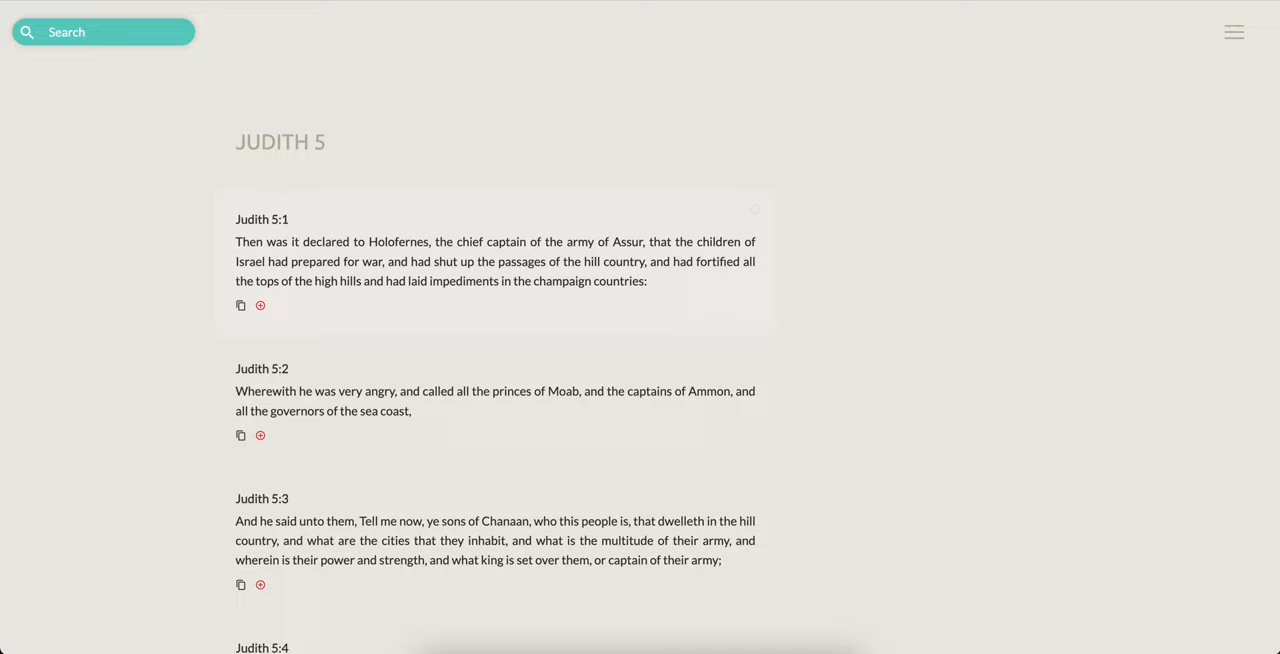 Search
JUDITH 5
Judith 5:1
Then was it declared to Holofernes, the chief captain of the army of Assur, that the children of
Israel had prepared for war, and had shut up the passages of the hill country, and had fortified all
the tops of the high hills and had laid impediments in the champaign countries:
Judith 5:2
Wherewith he was very angry, and called all the princes of Moab, and the captains of Ammon, and
all the governors of the sea coast,
Judith 5:3
And he said unto them, Tell me now, ye sons of Chanaan, who this people is, that dwelleth in the hill
country, and what are the cities that they inhabit, and what is the multitude of their army, and
wherein is their power and strength, and what king is set over them, or captain of their army;
Judith 5:4